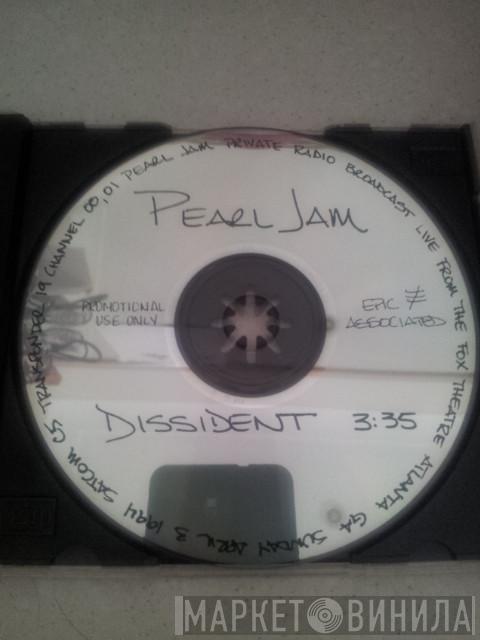 PEARL JAM
PROMOTIONAL
USE ONLY
EPIC
ASSOCIATED
DISSIDENT 3:35
SATCOM C5 TRANSPONDER 19 CHANNEL 00,01 PEARL JAM PRIVATE RADIO BROADCAST LIVE FROM THE FOX THEATRE ATLANTA GA SUNDAY APRIL 3 1994
МАРКЕТ ВИНИЛА